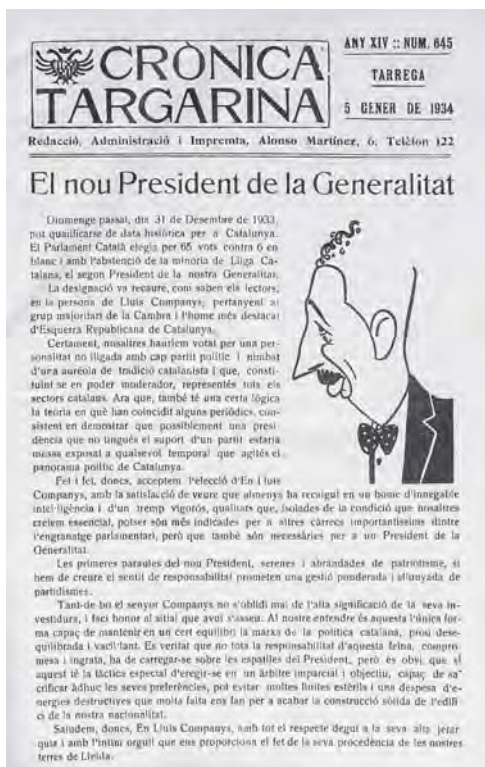 CRÒNICA
TARGARINA
ANY XIV :: NUM. 645
TARREGA
5 GENER DE 1934
Redacció, Administració i Impremta, Alonso Martínez, 6. Telèfon 122
El nou President de la Generalitat
Diumenge passat, dia 31 de Desembre de 1933,
pot qualificarse de data històrica per a Catalunya.
El Parlament Català elegia per 65 vots contra 6 en
blanc i amb l'abstenció de la minoria de Lliga Ca-
talana, el segon President de la nostra Generalitat.
La designació va recaure, com saben els lectors,
en la persona de Lluis Companys, pertanyent al
grup majoritari de la Cambra i l'home més destacat
d'Esquerra Republicana de Catalunya.
Certament, nosaltres hauriem votat per una per-
sonalitat no lligada amb cap partit politic i nimbat
d'una aurèola de tradició catalanista i que, consti-
tuint se en poder moderador, representés tots els
sectors catalans. Ara que, també té una certa lògica
la teoria en què han coincidit alguns periòdics, con-
sistent en demostrar que possiblement una presi-
dència que no tingués el suport d'un partit estaria
massa exposat a qualsevol temporal que agités el
panorama politic de Catalunya.
Fet i fet, doncs, acceptem l'elecció d'En Lluis
Companys, amb la satisfacció de veure que almenys ha recaigut en un home d'innegable
intel·ligència i d'un tremp vigorós, qualitats que, isolades de la condició que nosaltres
creiem essencial, potser són més indicades per a altres càrrecs importantíssims dintre
l'engranatge parlamentari, però que també són necessàries per a un President de la
Generalitat.
Les primeres paraules del nou President, serenes i abrandades de patriotisme, si
hem de creure el sentit de responsabilitat prometen una gestió ponderada i allunyada de
partidismes.
Tant-de bo el senyor Companys no s'oblidi mai de l'alta significació de la seva in-
vestidura, i faci honor al sitial que avui s'asseu. Al nostre entendre és aquesta l'única for-
ma capaç de mantenir en un cert equilibri la marxa de la política catalana, prou dese-
quilibrada i vacil'lant. Es veritat que no tota la responsabilitat d'aquesta feina, compro
mesa i ingrata, ha de carregar-se sobre les espatlles del President, però és obvi, que si
aquest té la tàctica especial d'eregir-se en un àrbitre imparcial i objectiu, capaç de sa
crificar àdhuc les seves preferències, pot evitar moltes lluites estèrils i una despesa d'e-
nergies destructives que molta falta ens fan per a acabar la construcció sòlida de l'edifi-
ci de la nostra nacionalitat.
Saludem, doncs, En Lluis Companys, amb tot el respecte degut a la seva alta jerar
quia i amb l'íntim orgull que ens proporciona el fet de la seva procedència de les nostres
terres de Lleida.